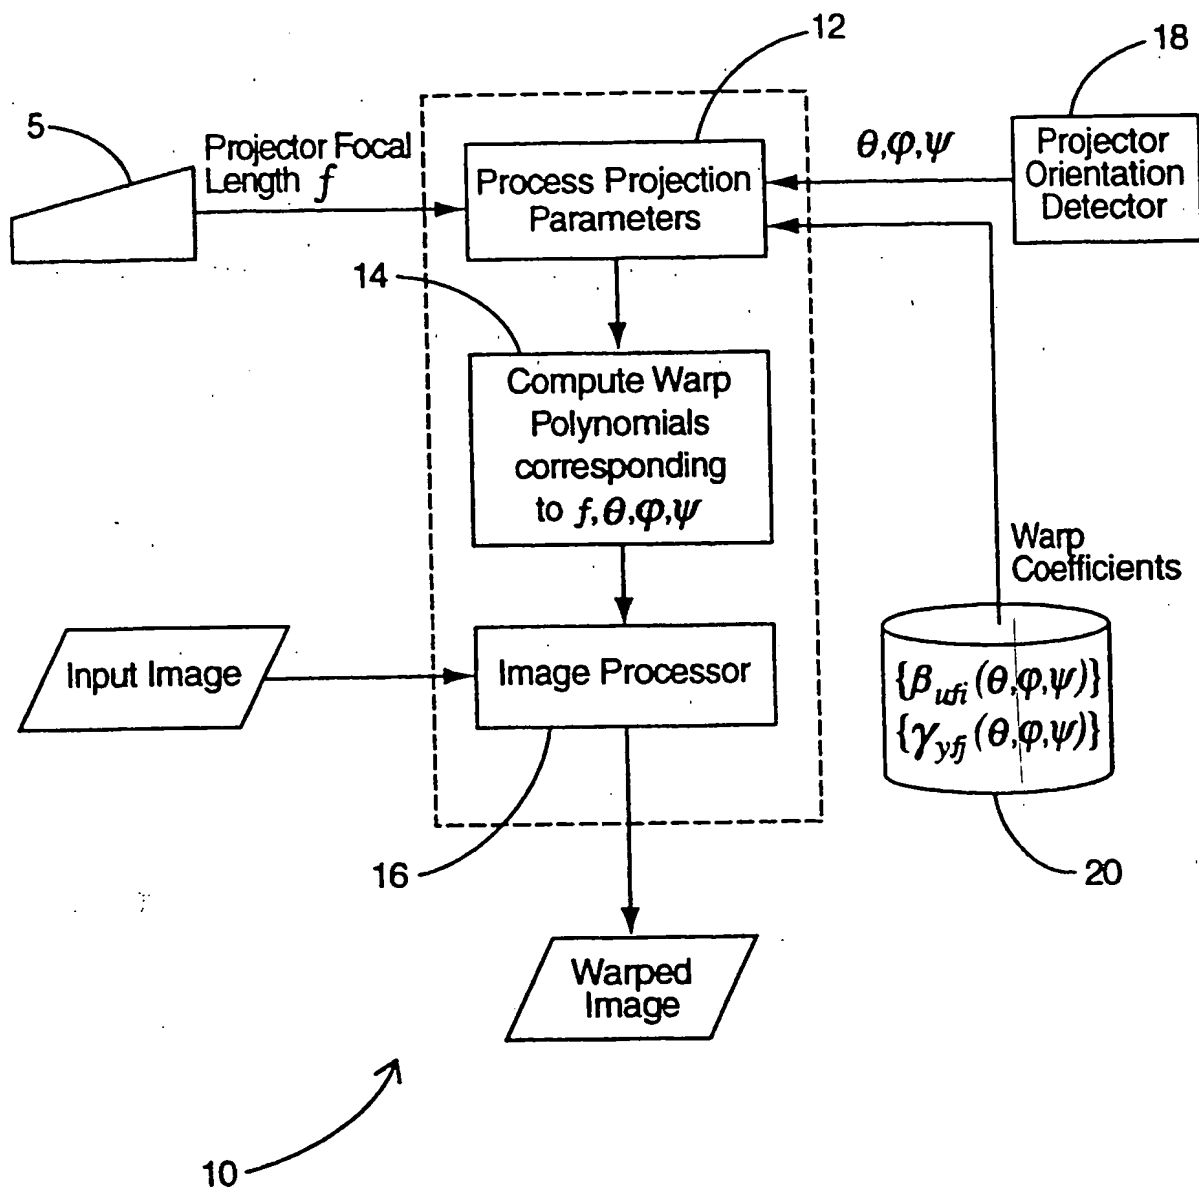 12
18
5
Projector Focal
Length f
Process Projection
Parameters
θ,φ,ψ
Projector
Orientation
Detector
14
Compute Warp
Polynomials
corresponding
to f,θ,φ,ψ
Warp
Coefficients
Input Image
Image Processor
{β_ufi (θ,φ,ψ)}
{γ_yfj (θ,φ,ψ)}
16
20
Warped
Image
10